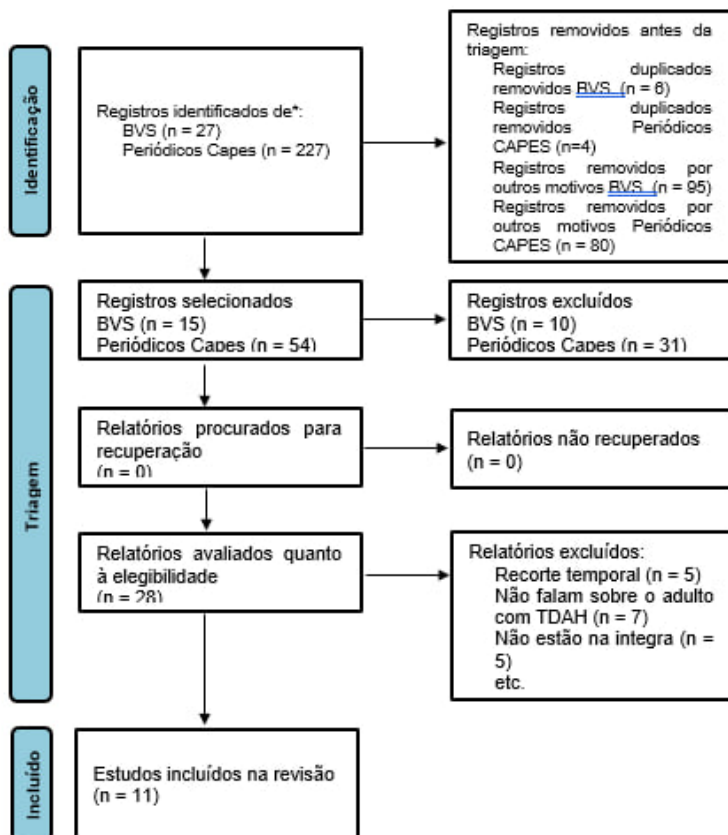 Identificação
Registros identificados de*:
BVS (n = 27)
Periódicos Capes (n = 227)
Registros removidos antes da
triagem:
Registros duplicados
removidos BVS (n = 6)
Registros duplicados
removidos Periódicos
CAPES (n=4)
Registros removidos por
outros motivos BVS (n = 95)
Registros removidos por
outros motivos Periódicos
CAPES (n = 80)
Triagem
Registros selecionados
BVS (n = 15)
Periódicos Capes (n = 54)
Registros excluídos
BVS (n = 10)
Periódicos Capes (n = 31)
Relatórios procurados para
recuperação
(n = 0)
Relatórios não recuperados
(n = 0)
Relatórios avaliados quanto
à elegibilidade
(n = 28)
Relatórios excluídos:
Recorte temporal (n = 5)
Não falam sobre o adulto
com TDAH (n = 7)
Não estão na integra (n =
5)
etc.
Incluído
Estudos incluídos na revisão
(n = 11)